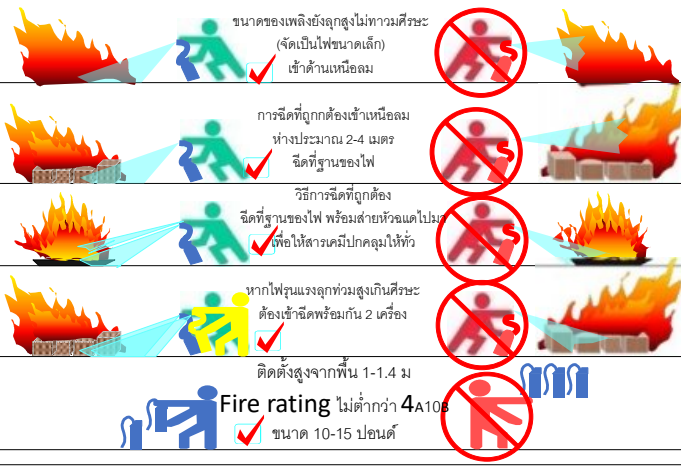 ขนาดของเพลิงยังลุกสูงไม่ทาวมศีรษะ
(จัดเป็นไฟขนาดเล็ก)
เข้าด้านเหนือลม
การฉีดที่ถูกกต้องเข้าเหนือลม
ห่างประมาณ 2-4 เมตร
ฉีดที่ฐานของไฟ
วิธีการฉีดที่ถูกต้อง
ฉีดที่ฐานของไฟ พร้อมส่ายหัวฉแดไปมา
เพื่อให้สารเคมีปกคลุมให้ทั่ว
หากไฟรุนแรงลุกท่วมสูงเกินศีรษะ
ต้องเข้าฉีดพร้อมกัน 2 เครื่อง
ติดตั้งสูงจากพื้น 1-1.4 ม
Fire rating ไม่ต่ำกว่า 4A10B
ขนาด 10-15 ปอนด์